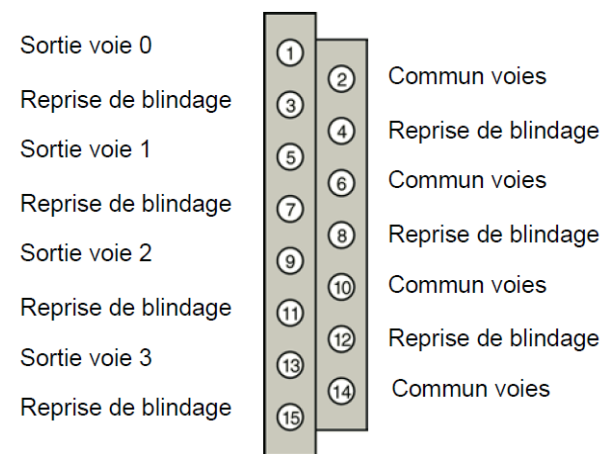 Sortie voie 0
1
2
Commun voies
Reprise de blindage
3
4
Reprise de blindage
Sortie voie 1
5
6
Commun voies
Reprise de blindage
7
8
Reprise de blindage
Sortie voie 2
9
10
Commun voies
Reprise de blindage
11
12
Reprise de blindage
Sortie voie 3
13
14
Commun voies
Reprise de blindage
15